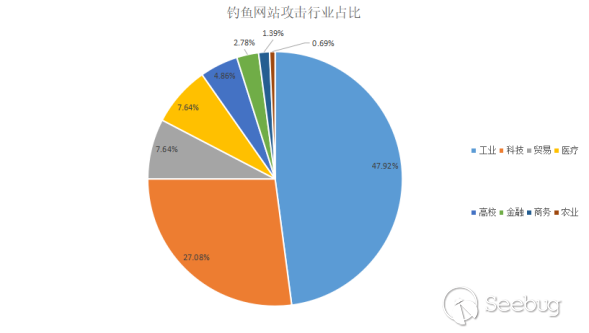 钓鱼网站攻击行业占比
1.39%
2.78%
0.69%
4.86%
7.64%
7.64%
47.92%
27.08%
工业 科技 贸易 医疗
高校 金融 商务 农业
Seebug